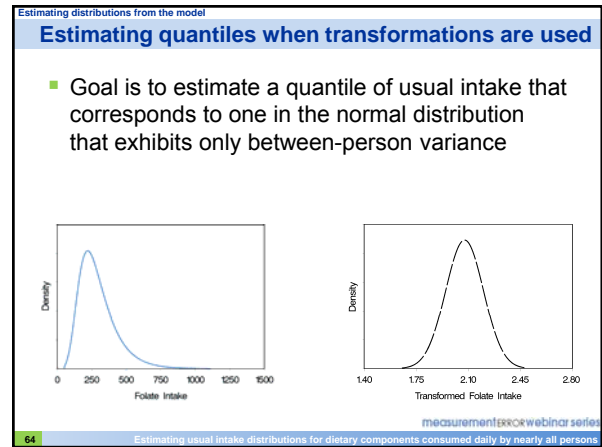 Estimating distributions from the model
Estimating quantiles when transformations are used
Goal is to estimate a quantile of usual intake that
corresponds to one in the normal distribution
that exhibits only between-person variance
Density
0 250 500 750 1000 1250 1500
Folate Intake
Density
1.40 1.75 2.10 2.45 2.80
Transformed Folate Intake
measurementERRORwebinarseries
64 Estimating usual intake distributions for dietary components consumed daily by nearly all persons